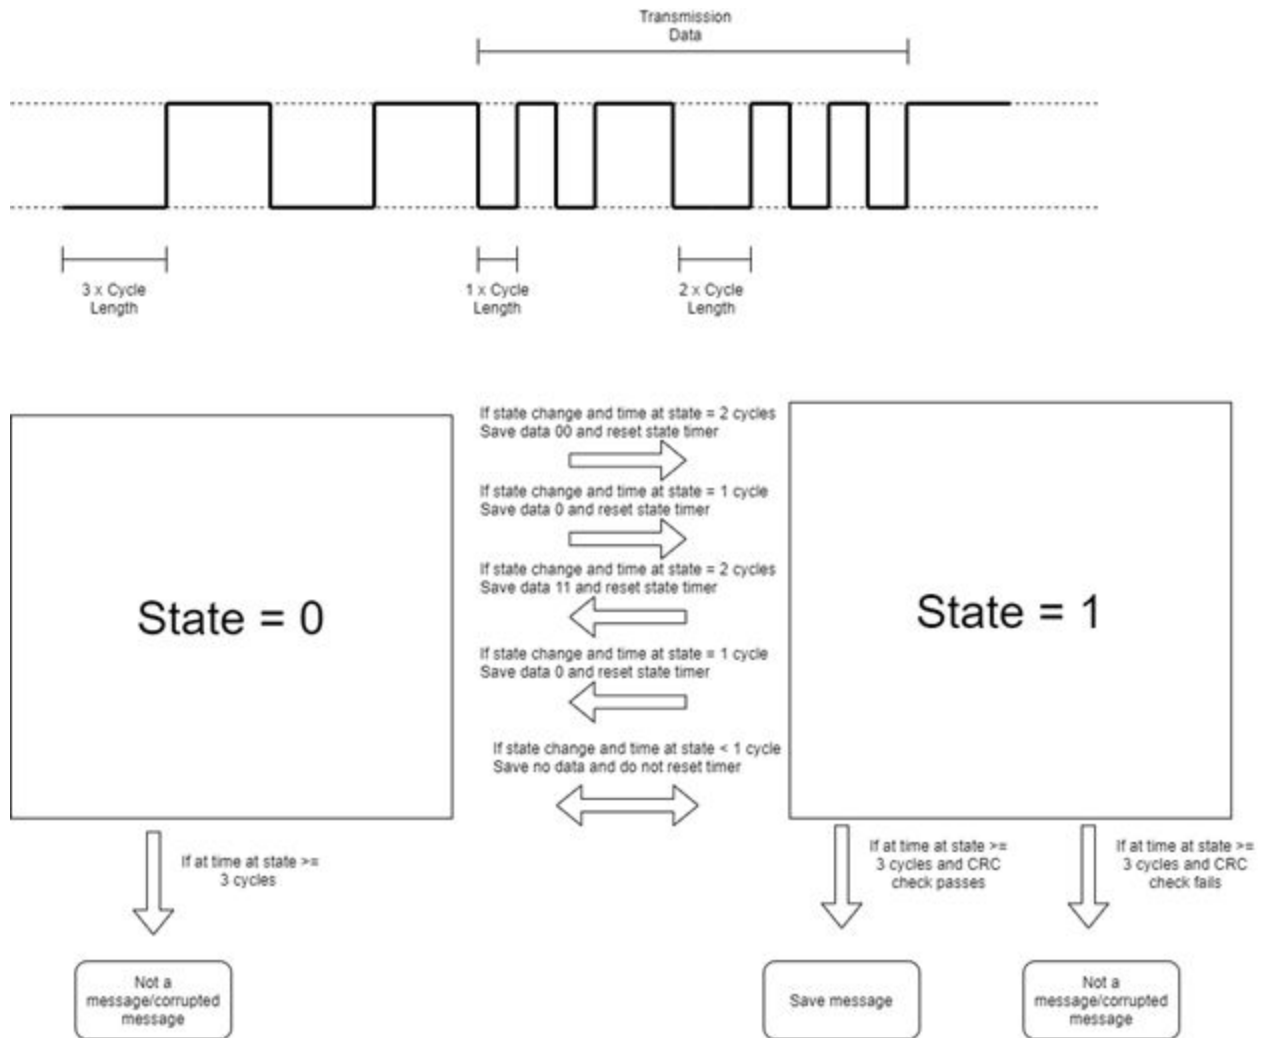 Transmission
Data
3 x Cycle
Length
1 x Cycle
Length
2 x Cycle
Length
If state change and time at state = 2 cycles
Save data 00 and reset state timer
If state change and time at state = 1 cycle
Save data 0 and reset state timer
If state change and time at state = 2 cycles
Save data 11 and reset state timer
If state change and time at state = 1 cycle
Save data 0 and reset state timer
If state change and time at state < 1 cycle
Save no data and do not reset timer
State = 0
State = 1
If at time at state >=
3 cycles
If at time at state >=
3 cycles and CRC
check passes
If at time at state >=
3 cycles and CRC
check fails
Not a
message/corrupted
message
Save message
Not a
message/corrupted
message